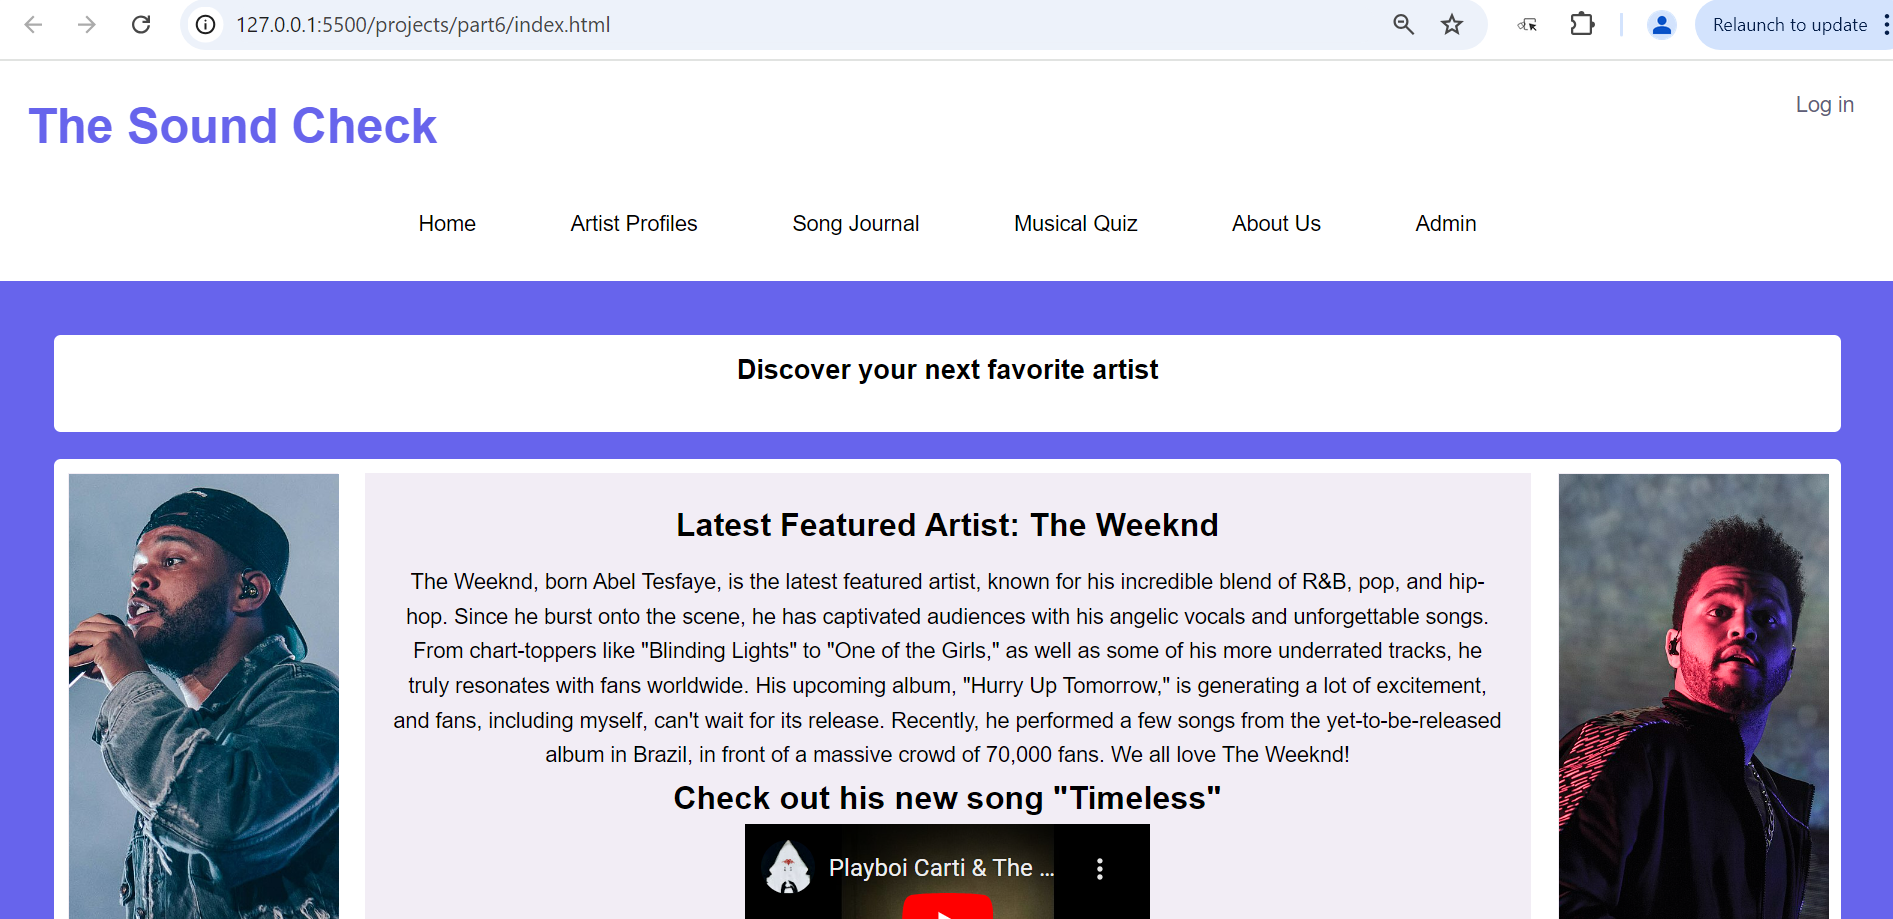 127.0.0.1:5500/projects/part6/index.html
Relaunch to update
The Sound Check
Log in
Home Artist Profiles Song Journal Musical Quiz About Us Admin
Discover your next favorite artist
Latest Featured Artist: The Weeknd
The Weeknd, born Abel Tesfaye, is the latest featured artist, known for his incredible blend of R&B, pop, and hip-
hop. Since he burst onto the scene, he has captivated audiences with his angelic vocals and unforgettable songs.
From chart-toppers like "Blinding Lights" to "One of the Girls," as well as some of his more underrated tracks, he
truly resonates with fans worldwide. His upcoming album, "Hurry Up Tomorrow," is generating a lot of excitement,
and fans, including myself, can't wait for its release. Recently, he performed a few songs from the yet-to-be-released
album in Brazil, in front of a massive crowd of 70,000 fans. We all love The Weeknd!
Check out his new song "Timeless"
Playboi Carti & The ...